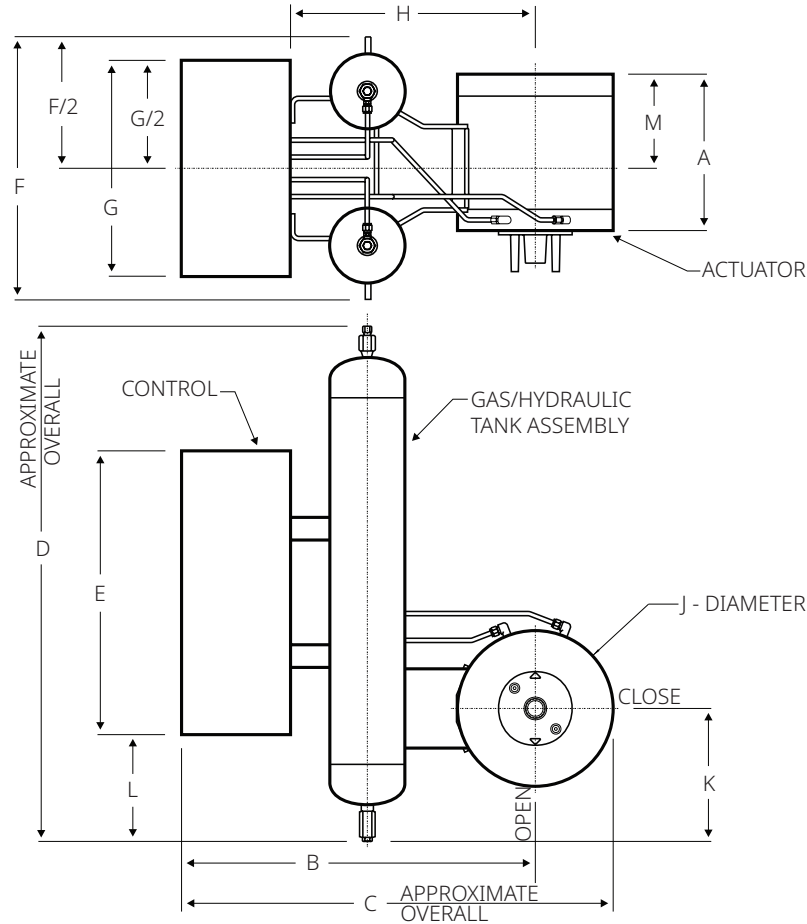 H
F/2
G/2
M
A
F
G
ACTUATOR
APPROXIMATE
OVERALL
CONTROL
GAS/HYDRAULIC
TANK ASSEMBLY
D
E
J - DIAMETER
CLOSE
K
L
OPEN
B
C
APPROXIMATE
OVERALL